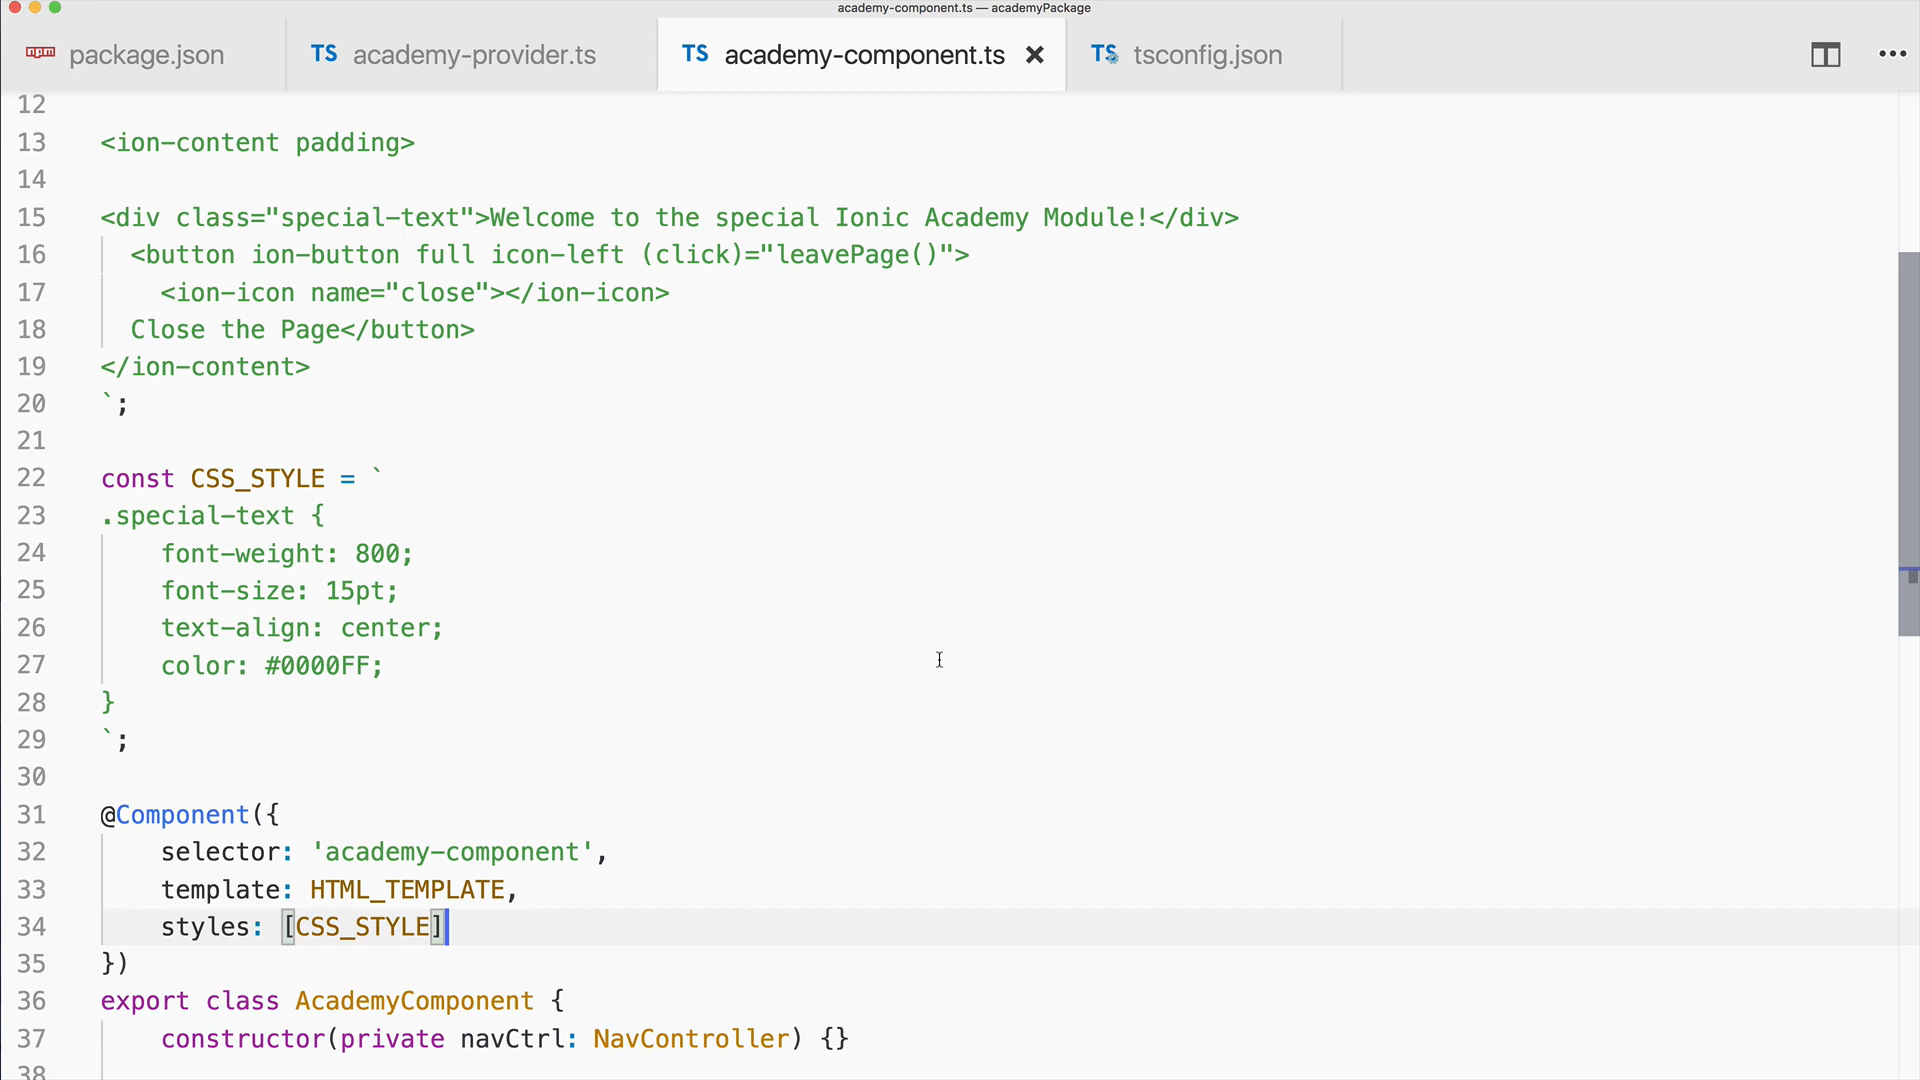 academy-component.ts — academyPackage
npm package.json
TS academy-provider.ts
TS academy-component.ts
TS tsconfig.json
12
13 <ion-content padding>
14
15 <div class="special-text">Welcome to the special Ionic Academy Module!</div>
16 <button ion-button full icon-left (click)="leavePage()">
17 <ion-icon name="close"></ion-icon>
18 Close the Page</button>
19 </ion-content>
20 `;
21
22 const CSS_STYLE = `
23 .special-text {
24 font-weight: 800;
25 font-size: 15pt;
26 text-align: center;
27 color: #0000FF;
28 }
29 `;
30
31 @Component({
32 selector: 'academy-component',
33 template: HTML_TEMPLATE,
34 styles: [CSS_STYLE]
35 })
36 export class AcademyComponent {
37 constructor(private navCtrl: NavController) {}
38